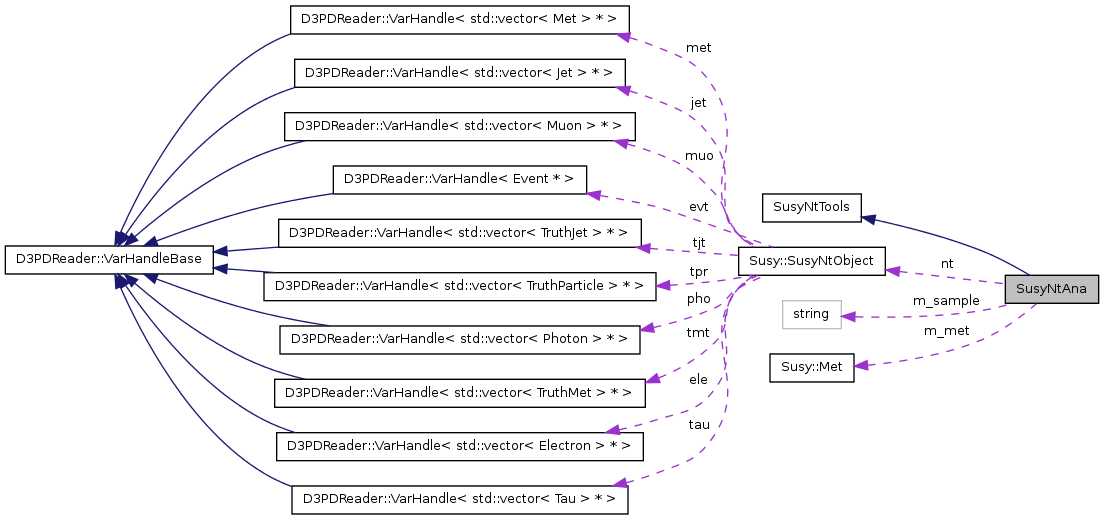 D3PDReader::VarHandle< std::vector< Met > * >
met
D3PDReader::VarHandle< std::vector< Jet > * >
jet
D3PDReader::VarHandle< std::vector< Muon > * >
muo
D3PDReader::VarHandle< Event * >
evt
SusyNtTools
D3PDReader::VarHandle< std::vector< TruthJet > * >
tjt
D3PDReader::VarHandleBase
Susy::SusyNtObject
nt
tpr
D3PDReader::VarHandle< std::vector< TruthParticle > * >
SusyNtAna
pho
m_sample
string
D3PDReader::VarHandle< std::vector< Photon > * >
tmt
m_met
Susy::Met
ele
D3PDReader::VarHandle< std::vector< TruthMet > * >
tau
D3PDReader::VarHandle< std::vector< Electron > * >
D3PDReader::VarHandle< std::vector< Tau > * >